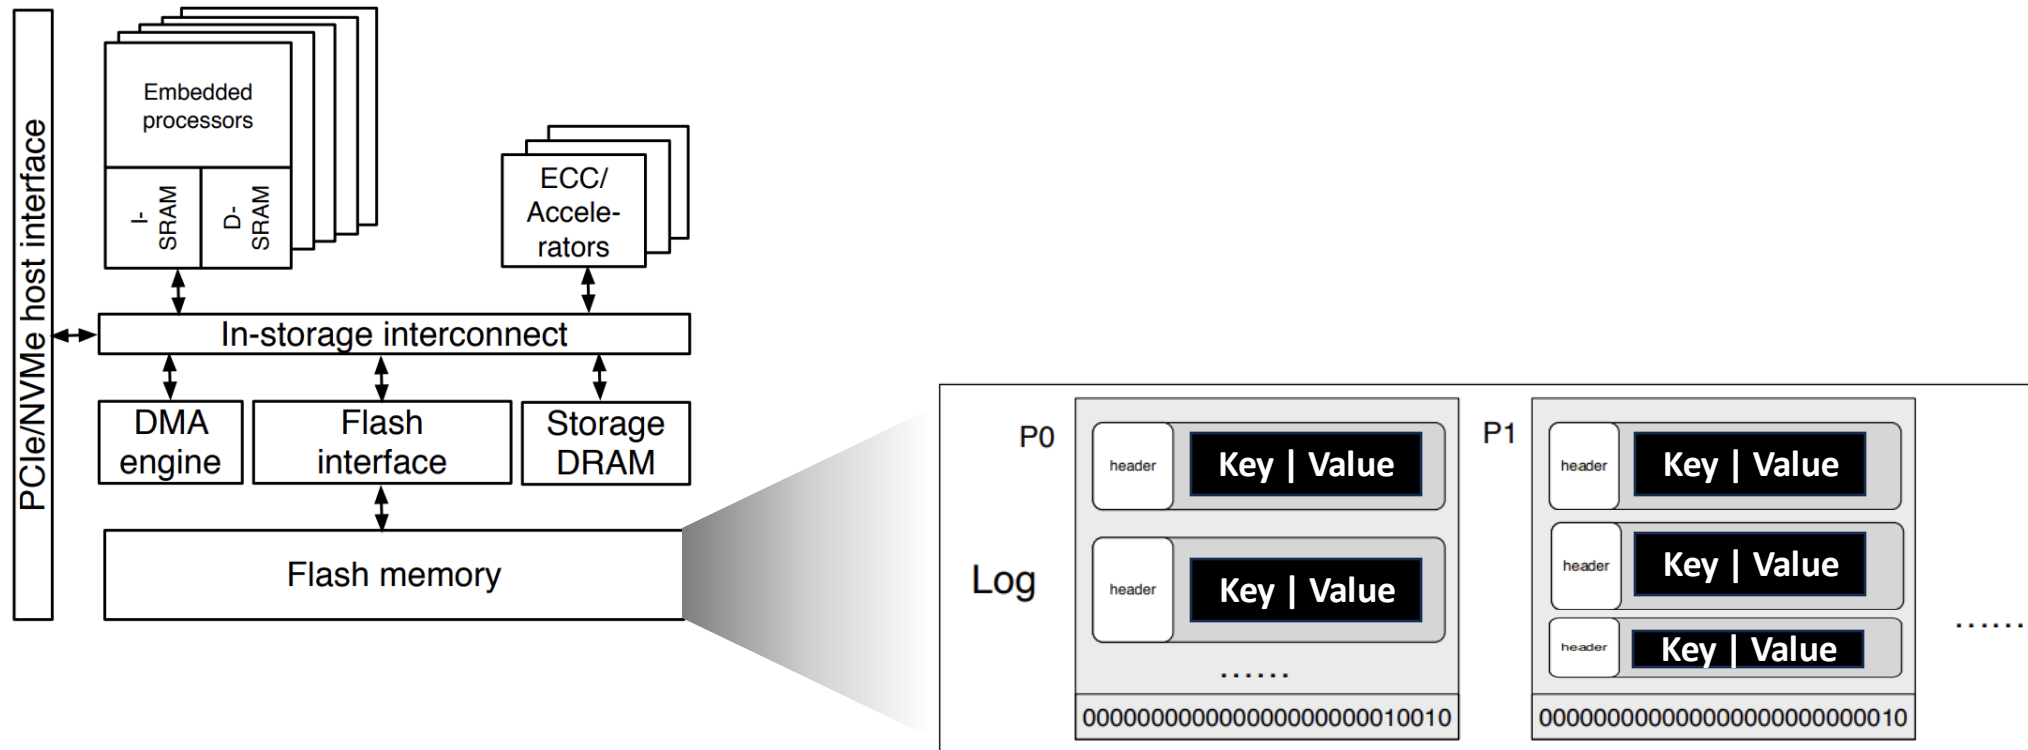 PCIe/NVMe host interface
Embedded
processors
I-
SRAM
D-
SRAM
ECC/
Accele-
rators
In-storage interconnect
DMA
engine
Flash
interface
Storage
DRAM
Flash memory
Log
P0
header
Key | Value
header
Key | Value
......
000000000000000000000010010
P1
header
Key | Value
header
Key | Value
header
Key | Value
000000000000000000000000010
......